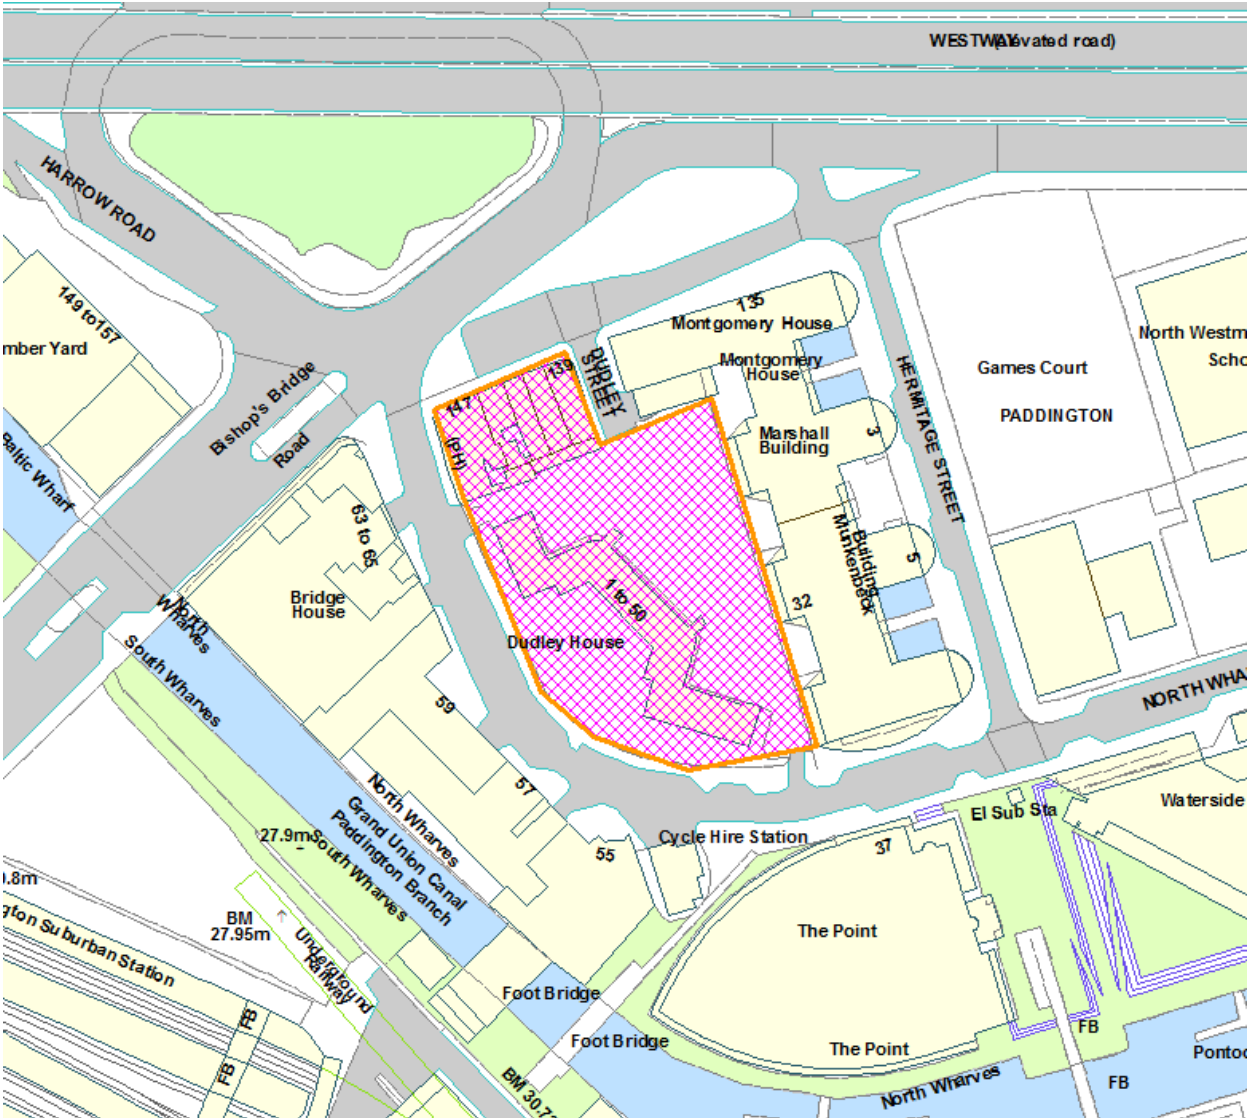 WESTWAY (Elevated road)
HARROW ROAD
149 to 157
mber Yard
Baltic Wharf
Bishop's Bridge
Road
135
Montgomery House
Montgomery
House
DUDLEY
STREET
139
147
(PH)
HERMITAGE STREET
Games Court
PADDINGTON
North Westm
Scho
Marshall
Building
3
5
Munkenbeck
Building
32
63 to 65
Bridge
House
1 to 50
Dudley House
North
Wharves
South Wharves
59
57
55
NORTH WHA
North Wharves
Grand Union Canal
Paddington Branch
27.9m
South Wharves
Cycle Hire Station
El Sub Sta
Waterside
37
The Point
The Point
.8m
gton Suburban Station
BM
27.95m
Underground
Railway
Foot Bridge
Foot Bridge
FB
FB
FB
FB
BM 30.7
North Wharves
Pontoo